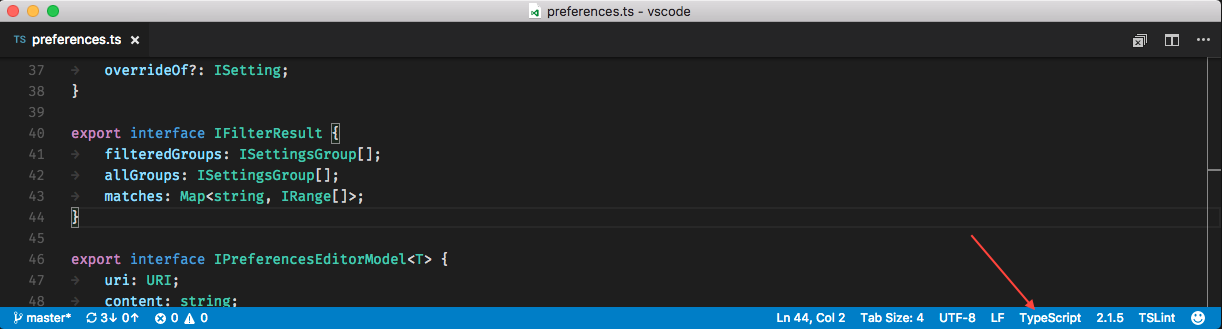 preferences.ts - vscode
TS preferences.ts ×
37 → overrideOf?: ISetting;
38 }
39
40 export interface IFilterResult {
41 → filteredGroups: ISettingsGroup[];
42 → allGroups: ISettingsGroup[];
43 → matches: Map<string, IRange[]>;
44 }
45
46 export interface IPreferencesEditorModel<T> {
47 → uri: URI;
48 → content: string;
master* 3↓ 0↑ 0 0 Ln 44, Col 2 Tab Size: 4 UTF-8 LF TypeScript 2.1.5 TSLint